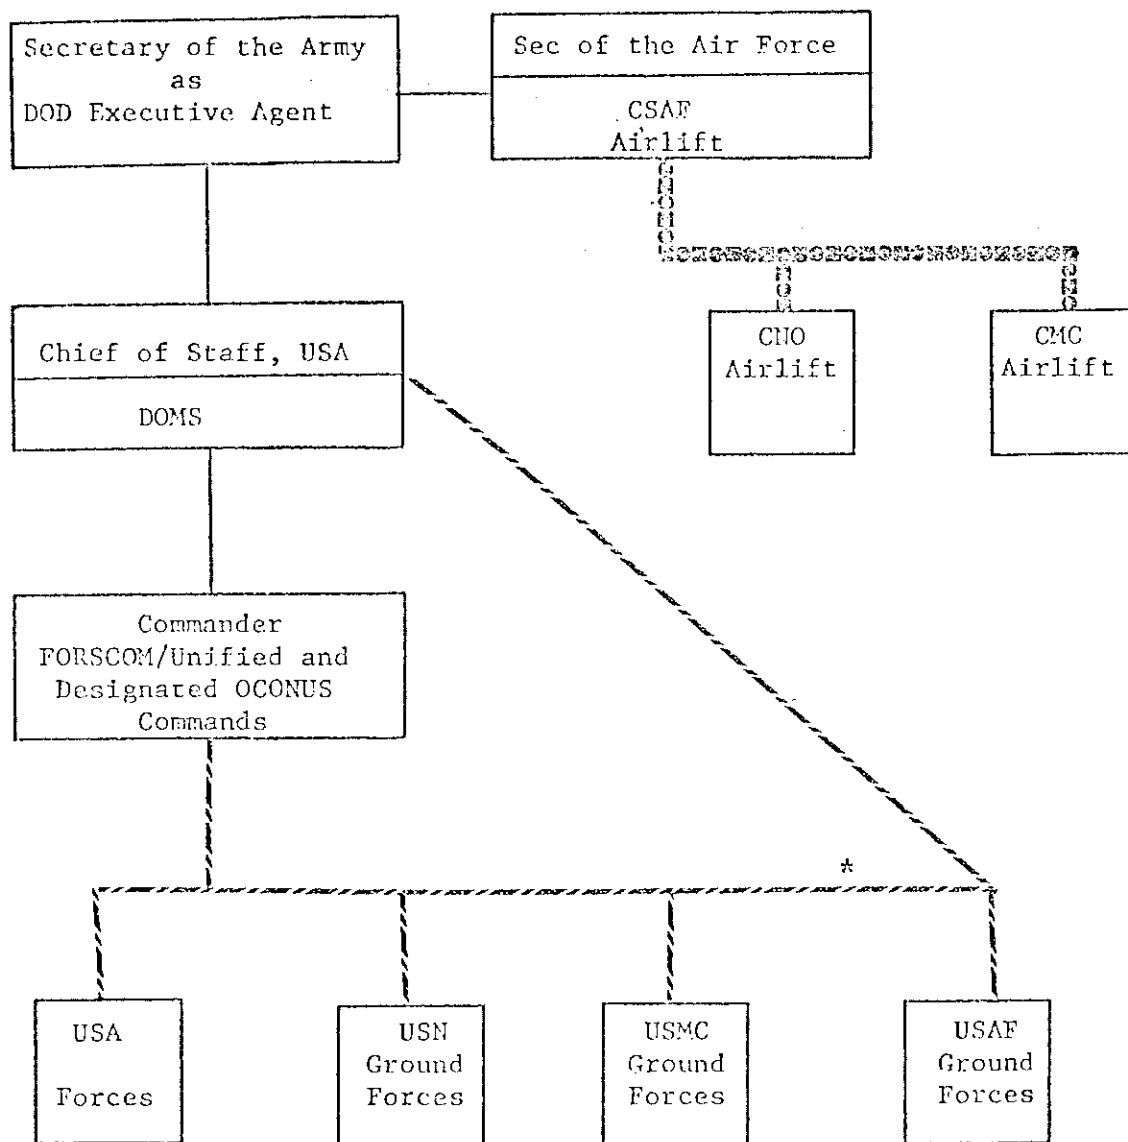 Secretary of the Army
as
DOD Executive Agent
Sec of the Air Force
CSAF
Airlift
CNO
Airlift
CMC
Airlift
Chief of Staff, USA
DOMS
Commander
FORSCOM/Unified and
Designated OCONUS
Commands
*
USA
Forces
USN
Ground
Forces
USMC
Ground
Forces
USAF
Ground
Forces